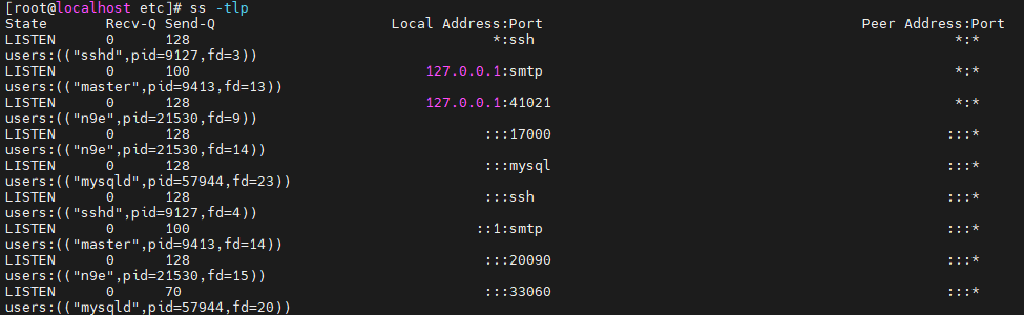 [root@localhost etc]# ss -tlp
State Recv-Q Send-Q Local Address:Port Peer Address:Port
LISTEN 0 128 *:ssh *:*
users:(("sshd",pid=9127,fd=3))
LISTEN 0 100 127.0.0.1:smtp *:*
users:(("master",pid=9413,fd=13))
LISTEN 0 128 127.0.0.1:41021 *:*
users:(("n9e",pid=21530,fd=9))
LISTEN 0 128 :::17000 :::*
users:(("n9e",pid=21530,fd=14))
LISTEN 0 128 :::mysql :::*
users:(("mysqld",pid=57944,fd=23))
LISTEN 0 128 :::ssh :::*
users:(("sshd",pid=9127,fd=4))
LISTEN 0 100 ::1:smtp :::*
users:(("master",pid=9413,fd=14))
LISTEN 0 128 :::20090 :::*
users:(("n9e",pid=21530,fd=15))
LISTEN 0 70 :::33060 :::*
users:(("mysqld",pid=57944,fd=20))